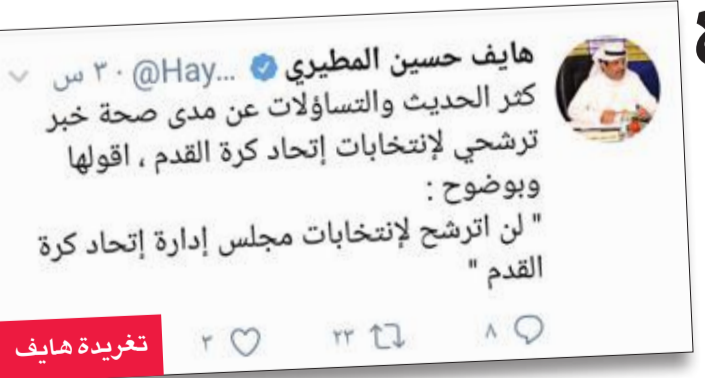 هايف حسين المطيري @Hay... · ٣٠ س
كثر الحديث والتساؤلات عن مدى صحة خبر
ترشحي لإنتخابات إتحاد كرة القدم ، اقولها
وبوضوح :
" لن اترشح لإنتخابات مجلس إدارة إتحاد كرة
القدم "
٨ ٢٣ ٣
تغريدة هايف